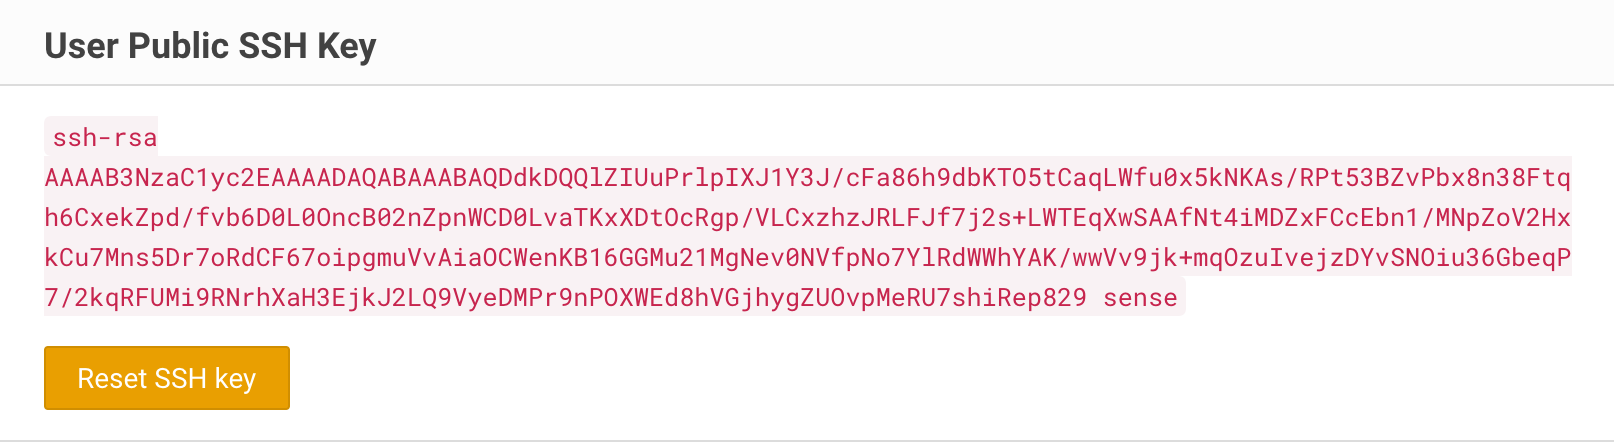 User Public SSH Key
ssh-rsa
AAAAB3NzaC1yc2EAAAADAQABAAABAQDdkDQQlZIUuPrlpIXJ1Y3J/cFa86h9dbKTO5tCaqLWfu0x5kNKAs/RPt53BZvPbx8n38Ftq
h6CxekZpd/fvb6D0L0OncB02nZpnWCD0LvaTKxXDtOcRgp/VLCxzhzJRLFJf7j2s+LWTEqXwSAAfNt4iMDZxFCcEbn1/MNpZoV2Hx
kCu7Mns5Dr7oRdCF67oipgmuVvAiaOCWenKB16GGMu21MgNev0NVfpNo7YlRdWWhYAK/wwVv9jk+mqOzuIvejzDYvSNOiu36GbeqP
7/2kqRFUMi9RNrhXaH3EjkJ2LQ9VyeDMPr9nPOXWEd8hVGjhygZUOvpMeRU7shiRep829 sense
Reset SSH key